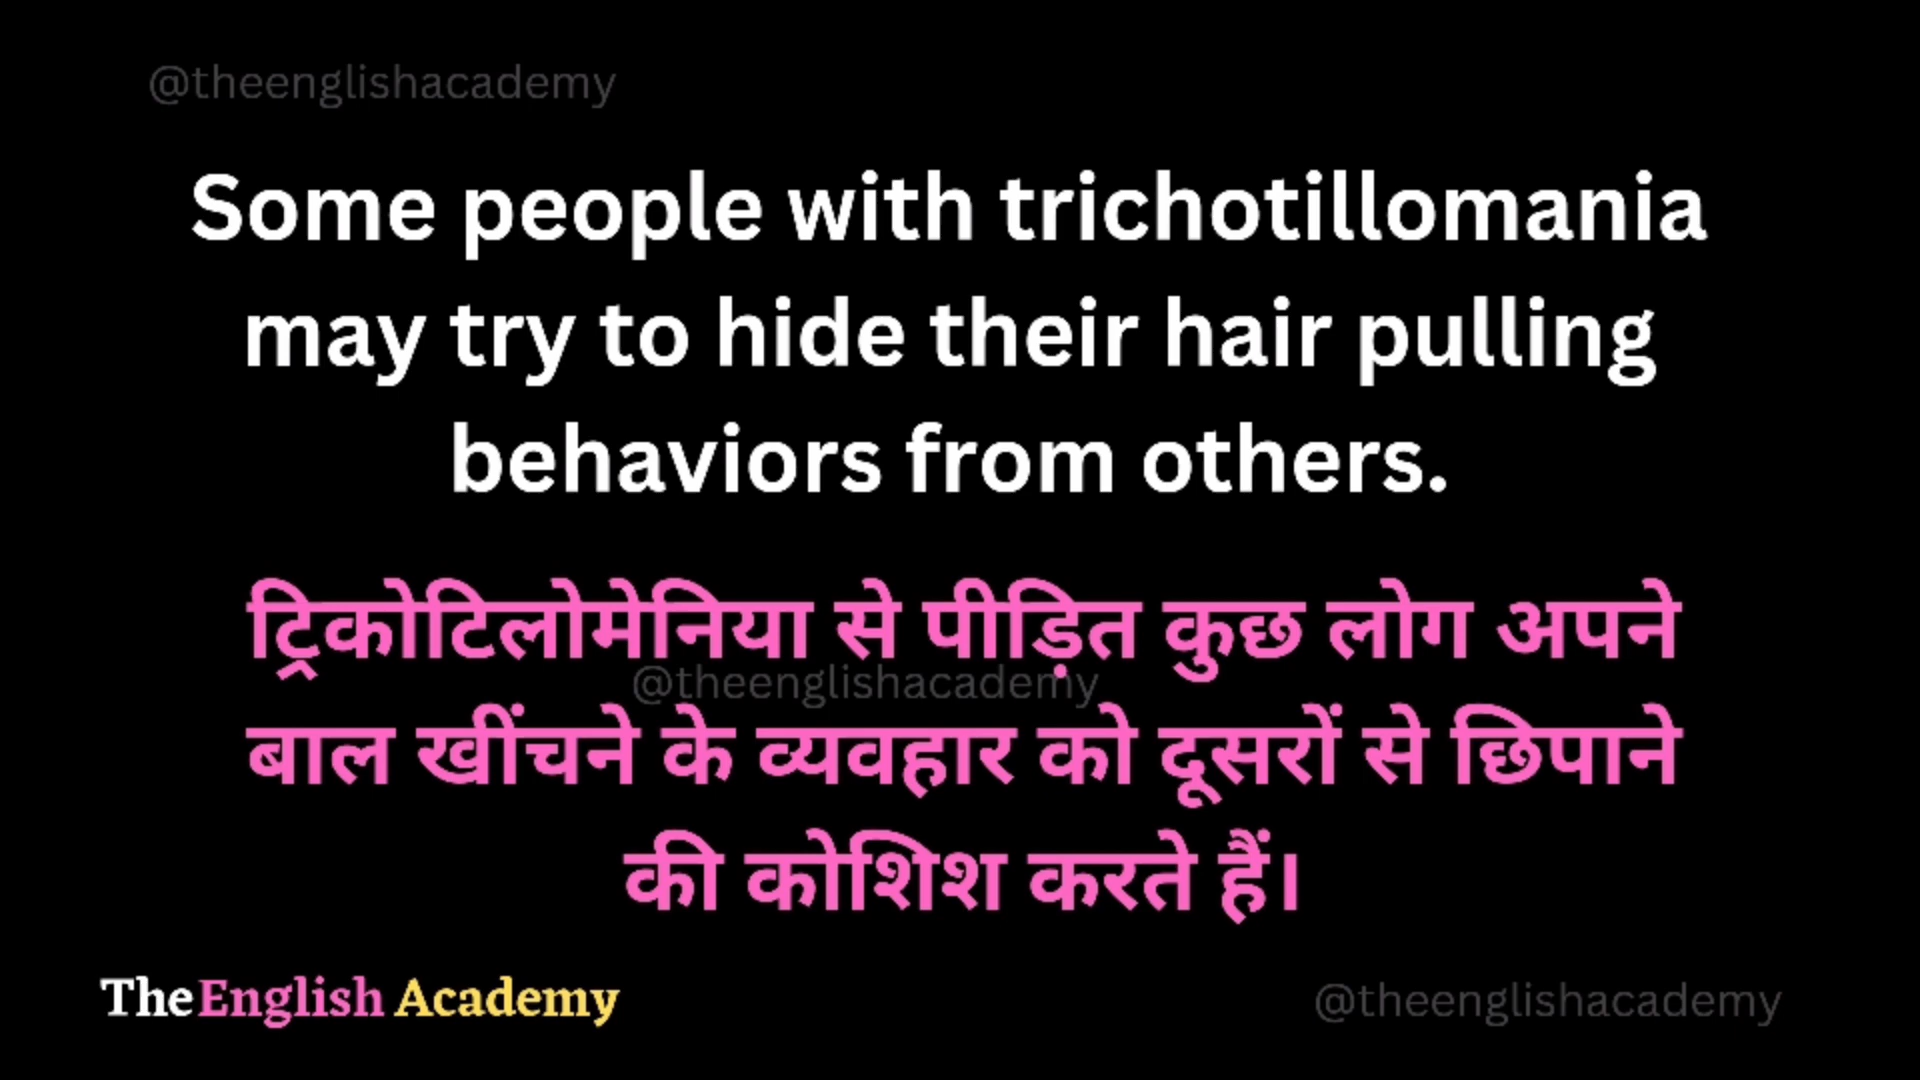 @theenglishacademy
Some people with trichotillomania
may try to hide their hair pulling
behaviors from others.
ट्रिकोटिलोमेनिया से पीड़ित कुछ लोग अपने
@theenglishacademy
बाल खींचने के व्यवहार को दूसरों से छिपाने
की कोशिश करते हैं।
The English Academy
@theenglishacademy